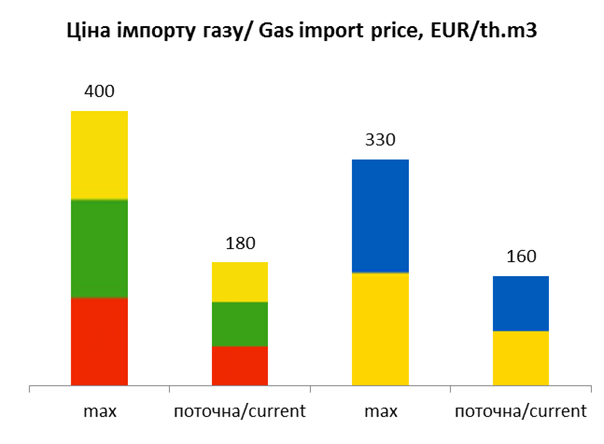 Ціна імпорту газу/ Gas import price, EUR/th.m3
400
330
180
160
max
поточна/current
max
поточна/current